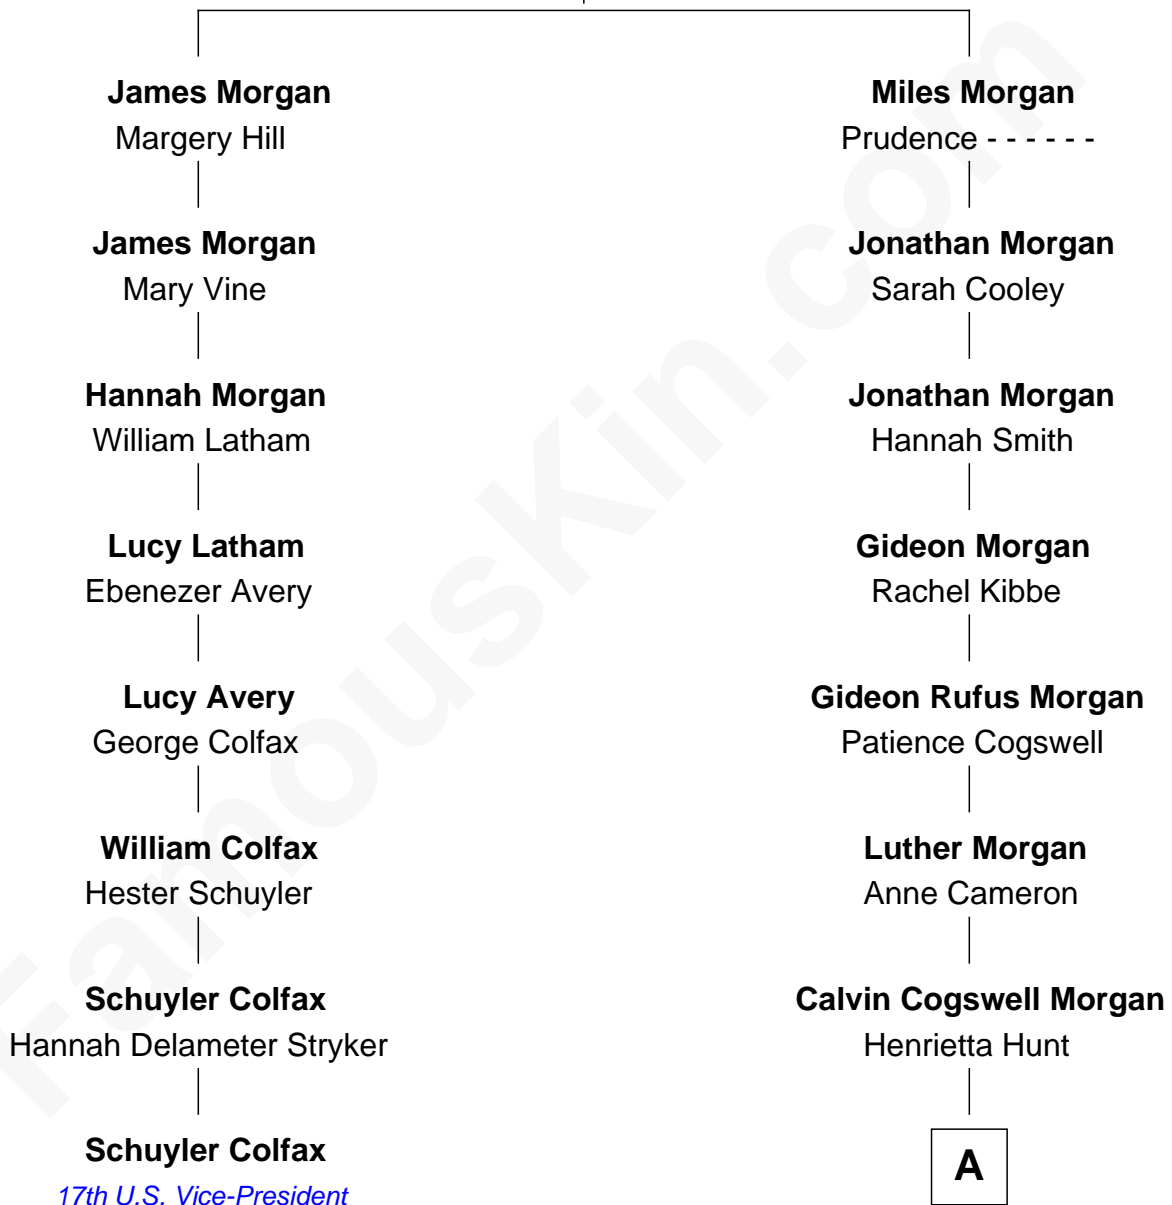 James Morgan
Margery Hill
Miles Morgan
Prudence - - - - - -
James Morgan
Mary Vine
Jonathan Morgan
Sarah Cooley
Hannah Morgan
William Latham
Jonathan Morgan
Hannah Smith
Lucy Latham
Ebenezer Avery
Gideon Morgan
Rachel Kibbe
Lucy Avery
George Colfax
Gideon Rufus Morgan
Patience Cogswell
William Colfax
Hester Schuyler
Luther Morgan
Anne Cameron
Schuyler Colfax
Hannah Delameter Stryker
Calvin Cogswell Morgan
Henrietta Hunt
Schuyler Colfax
17th U.S. Vice-President
A
FamousKin.com